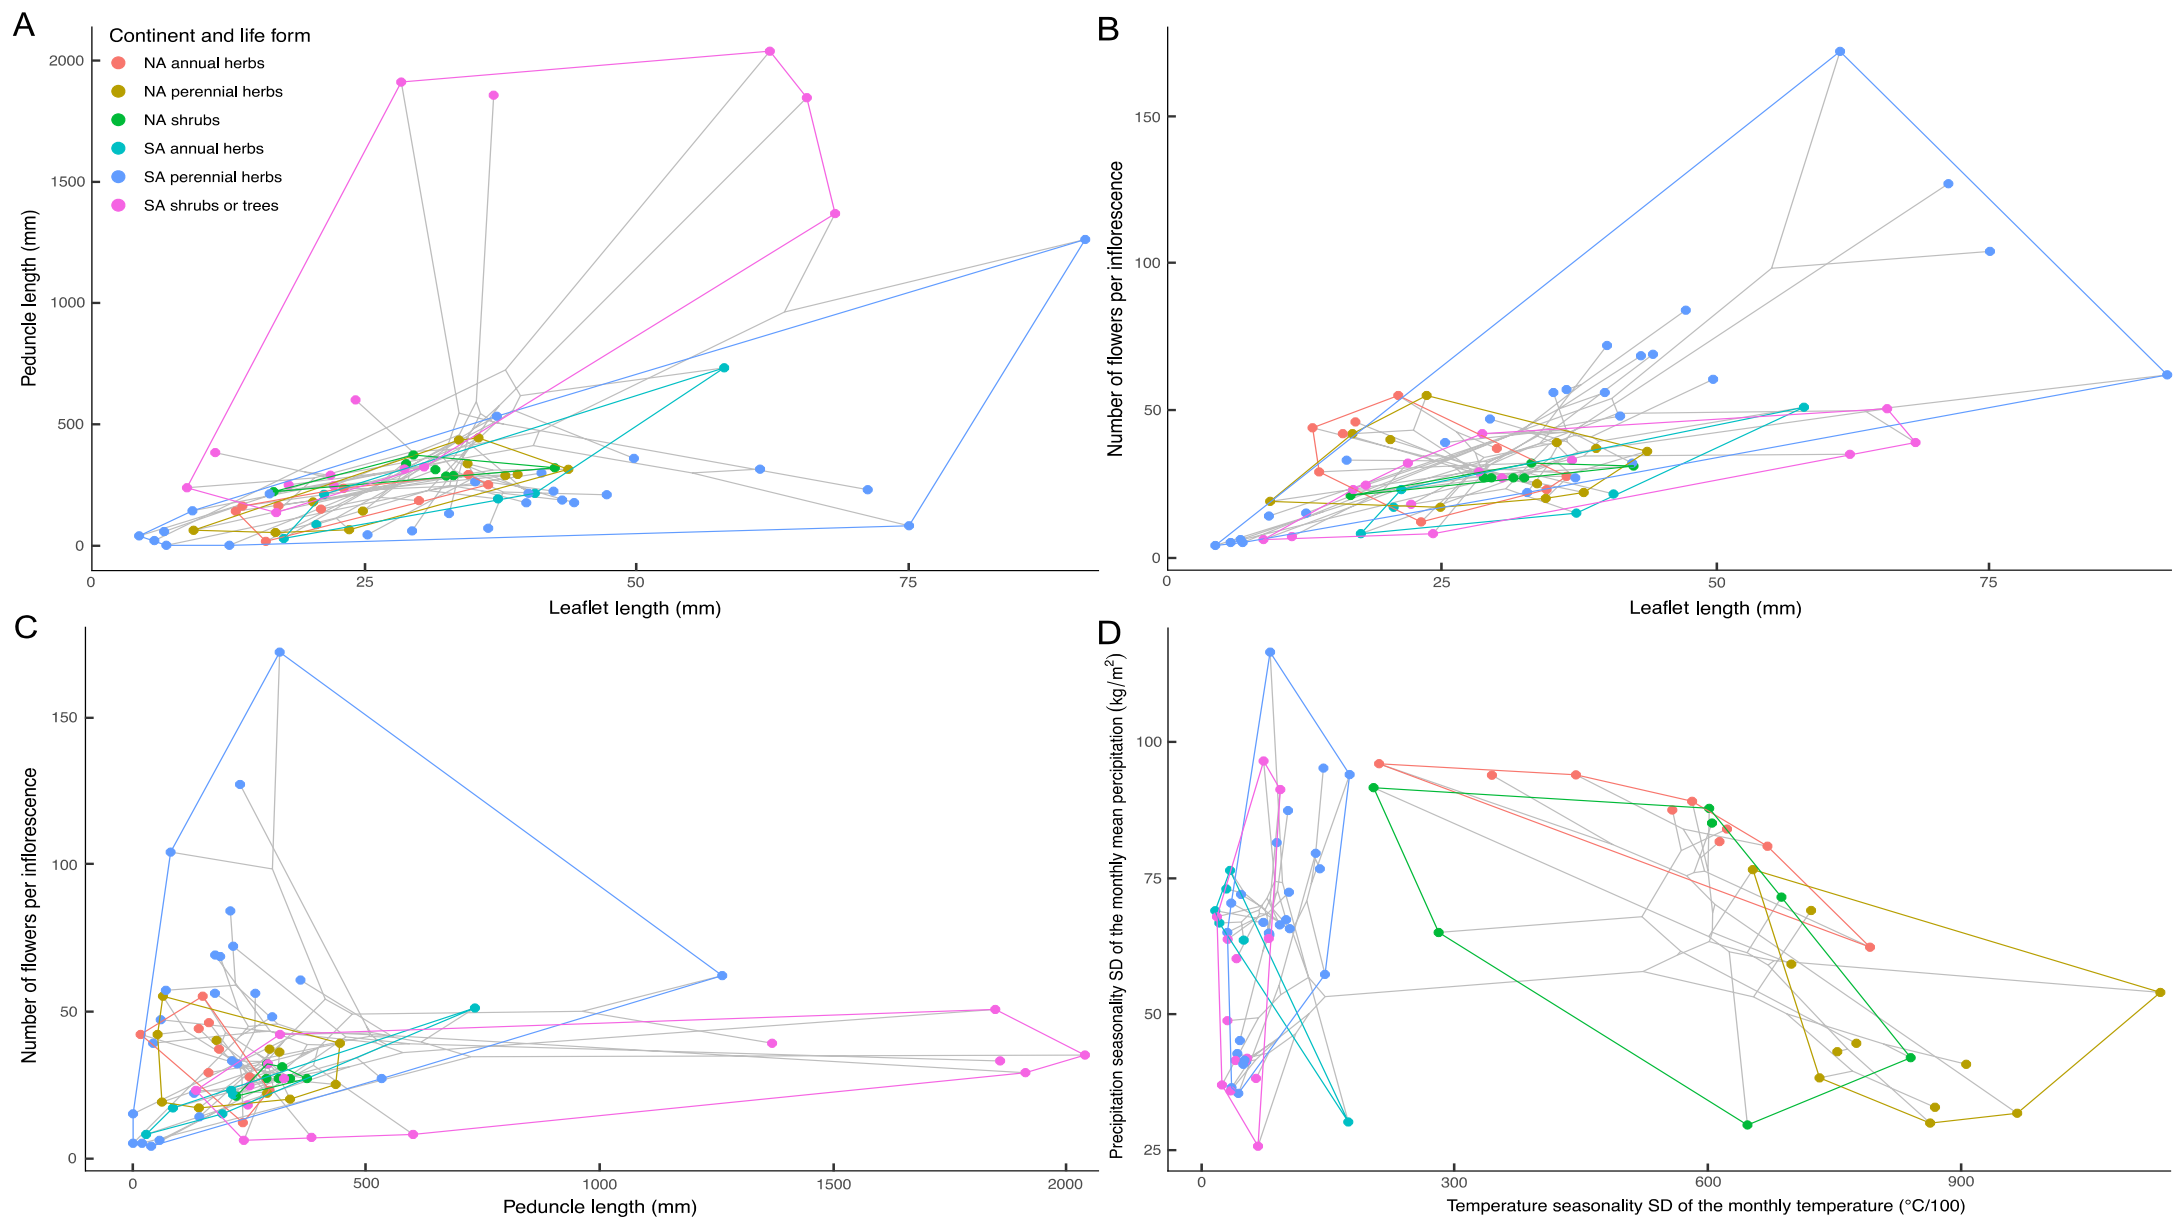 A
Continent and life form
NA annual herbs
NA perennial herbs
NA shrubs
SA annual herbs
SA perennial herbs
SA shrubs or trees
Peduncle length (mm)
2000
1500
1000
500
0
0 25 50 75
Leaflet length (mm)
B
Number of flowers per inflorescence
150
100
50
0
0 25 50 75
Leaflet length (mm)
C
Number of flowers per inflorescence
150
100
50
0
0 500 1000 1500 2000
Peduncle length (mm)
D
Precipitation seasonality SD of the monthly mean percipitation (kg/m²)
100
75
50
25
0 300 600 900
Temperature seasonality SD of the monthly temperature (°C/100)